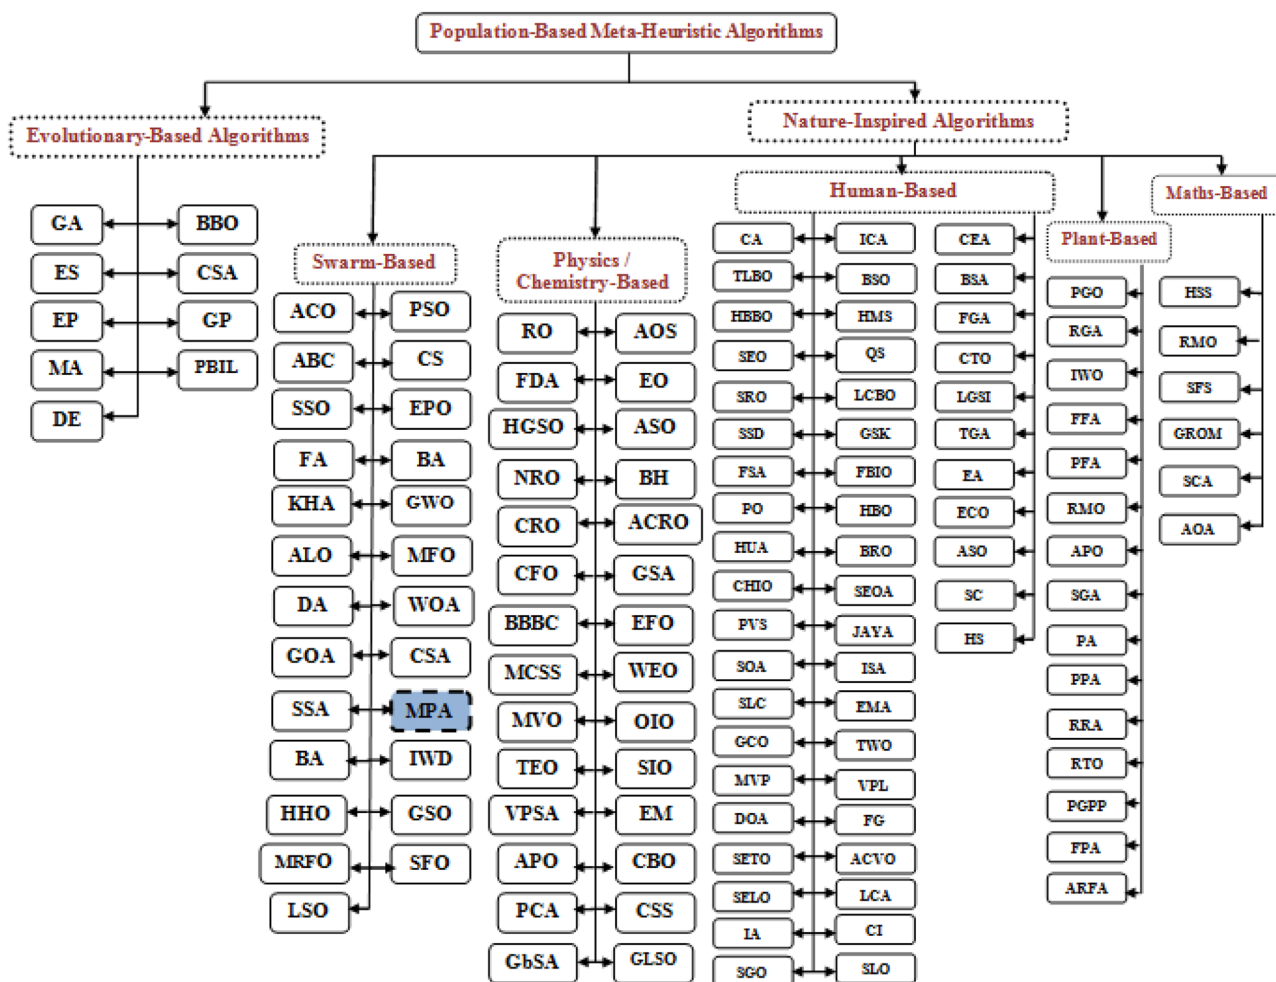 Population-Based Meta-Heuristic Algorithms
Evolutionary-Based Algorithms
Nature-Inspired Algorithms
GA
BBO
ES
CSA
EP
GP
MA
PBIL
DE
Swarm-Based
ACO
PSO
ABC
CS
SSO
EPO
FA
BA
KHA
GWO
ALO
MFO
DA
WOA
GOA
CSA
SSA
MPA
BA
IWD
HHO
GSO
MRFO
SFO
LSO
Physics /
Chemistry-Based
RO
AOS
FDA
EO
HGSO
ASO
NRO
BH
CRO
ACRO
CFO
GSA
BBBC
EFO
MCSS
WEO
MVO
OIO
TEO
SIO
VPSA
EM
APO
CBO
PCA
CSS
GbSA
GLSO
Human-Based
CA
ICA
TLBO
BSO
HBBO
HMS
SEO
QS
SRO
LCBO
SSD
GSK
FSA
FBIO
PO
HBO
HUA
BRO
CHIO
SEOA
PVS
JAYA
SOA
ISA
SLC
EMA
GCO
TWO
MVP
VPL
DOA
FG
SETO
ACVO
SELO
LCA
IA
CI
SGO
SLO
CEA
BSA
FGA
CTO
LGSI
TGA
EA
ECO
ASO
SC
HS
Plant-Based
PGO
RGA
IWO
FFA
PFA
RMO
APO
SGA
PA
PPA
RRA
RTO
PGPP
FPA
ARFA
Maths-Based
HSS
RMO
SFS
GROM
SCA
AOA